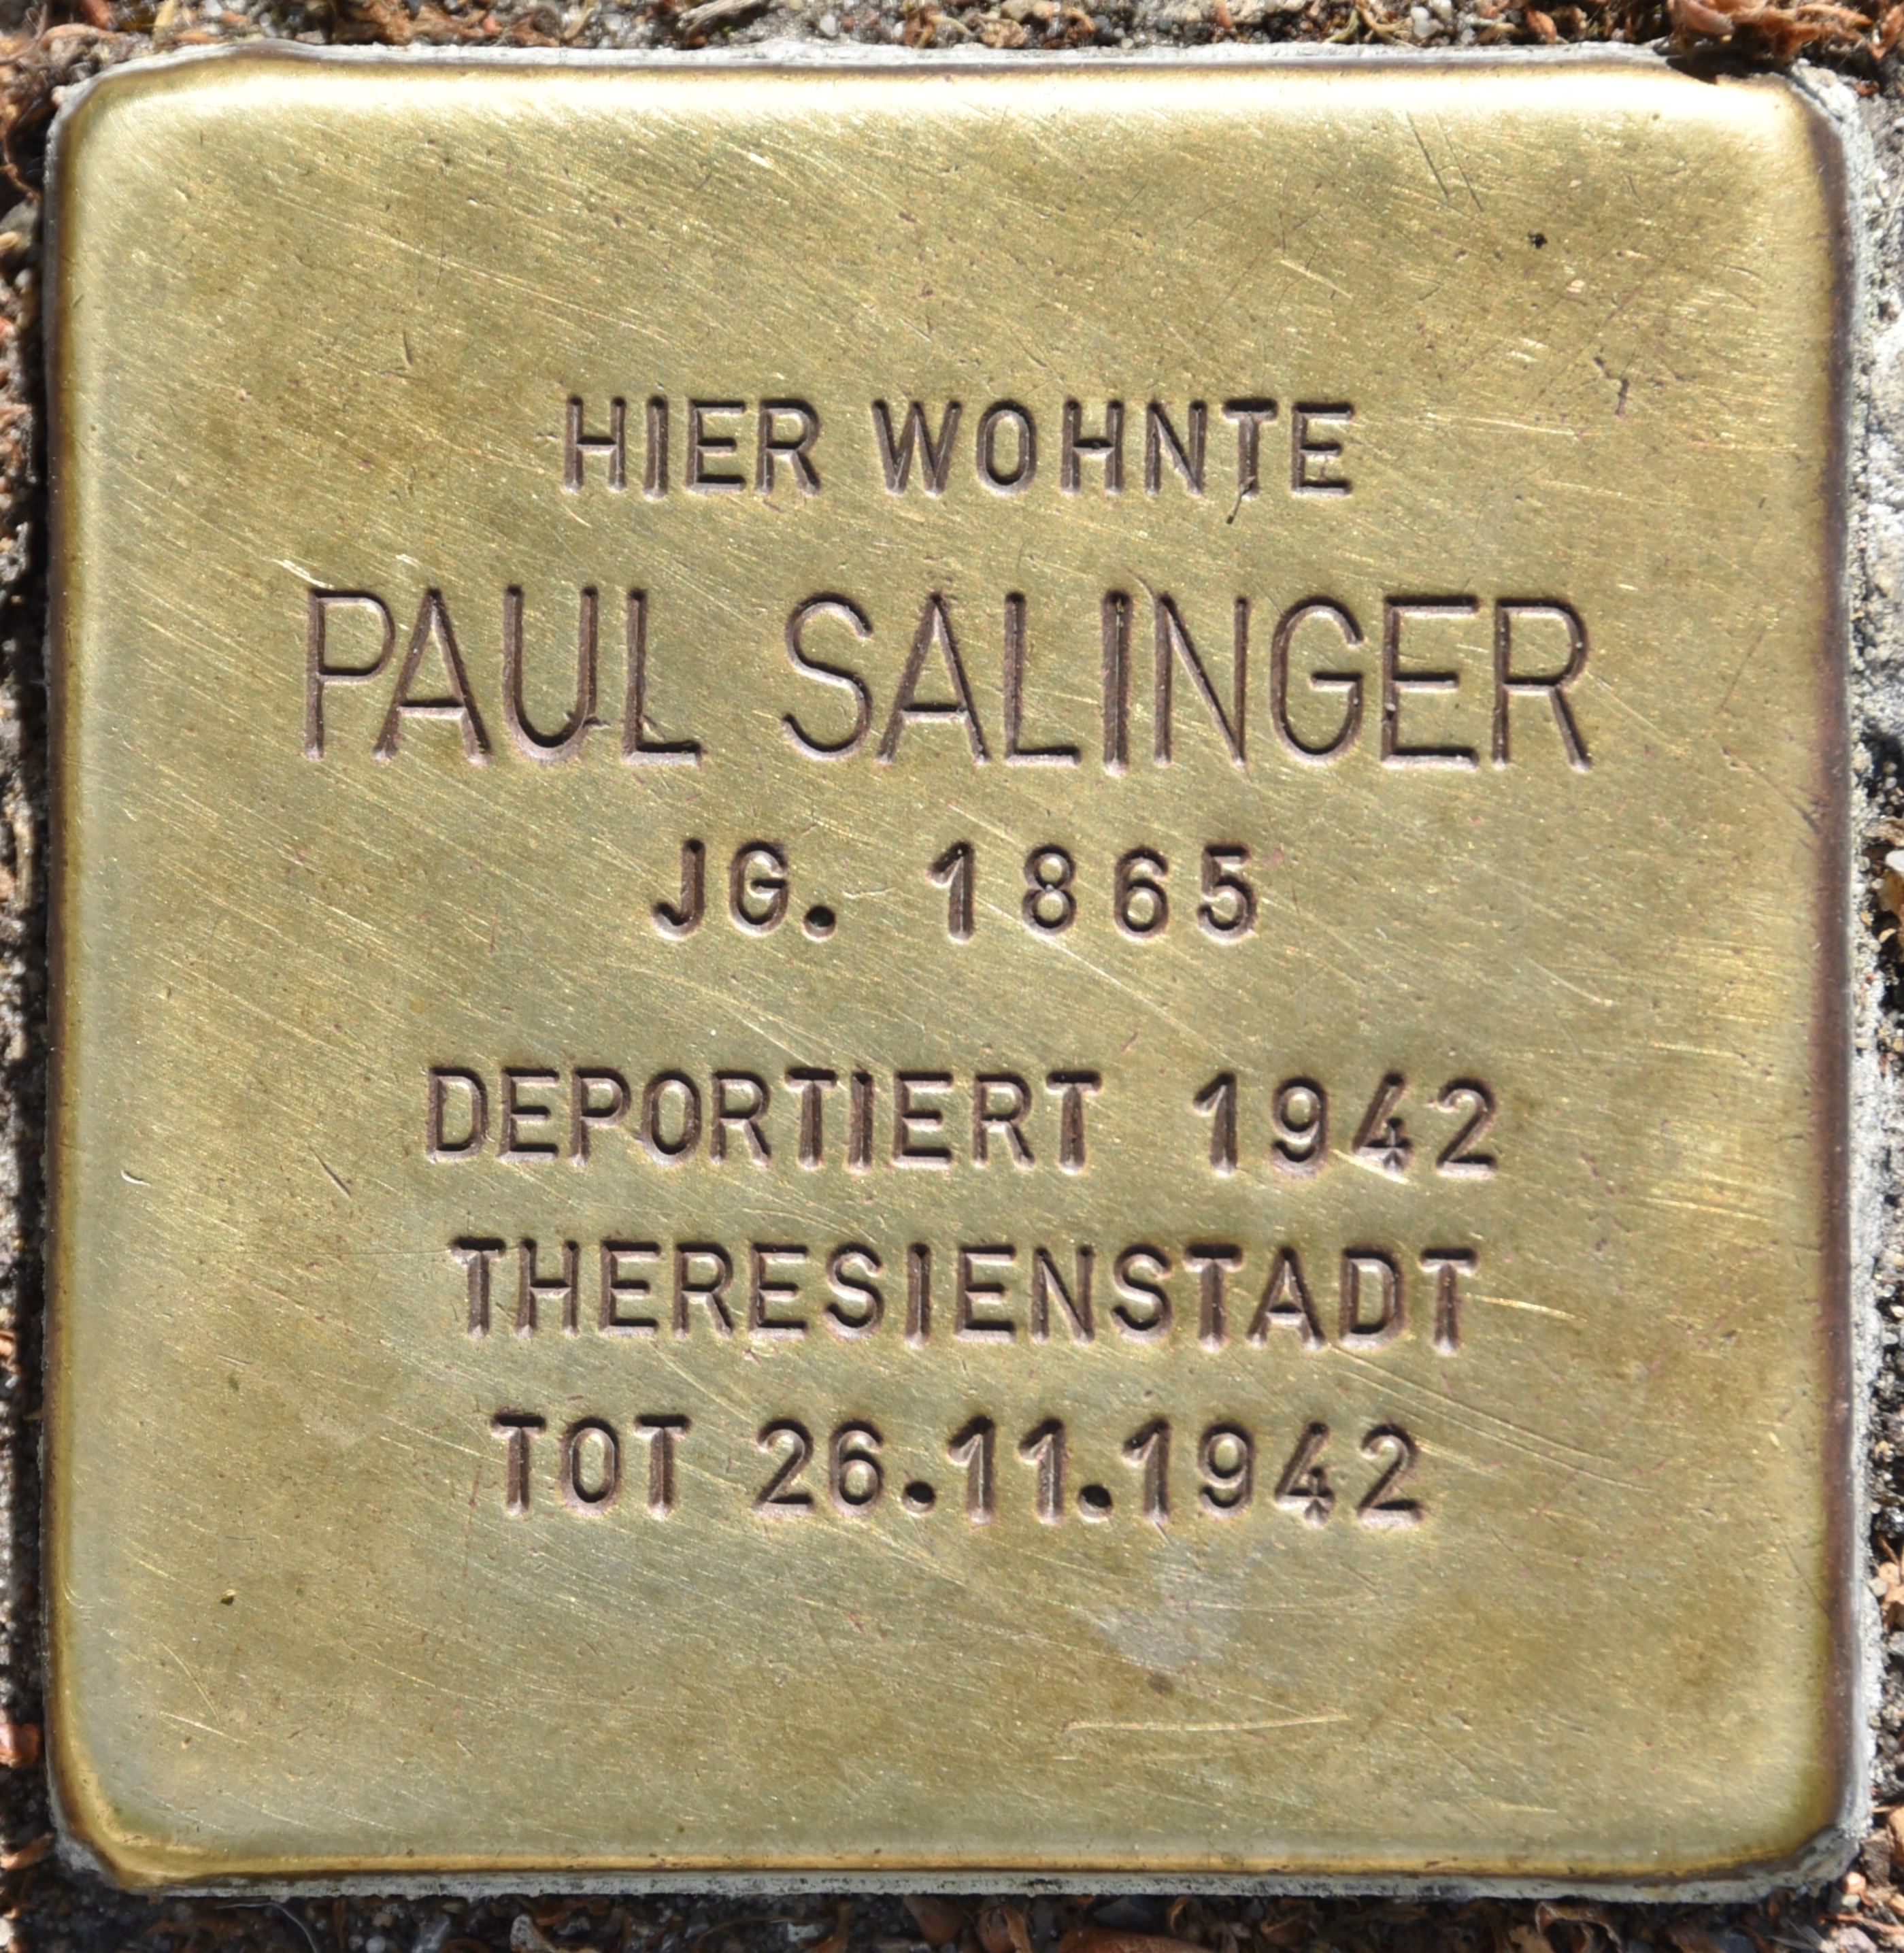 HIER WOHNTE
PAUL SALINGER
JG. 1865
DEPORTIERT 1942
THERESIENSTADT
TOT 26.11.1942